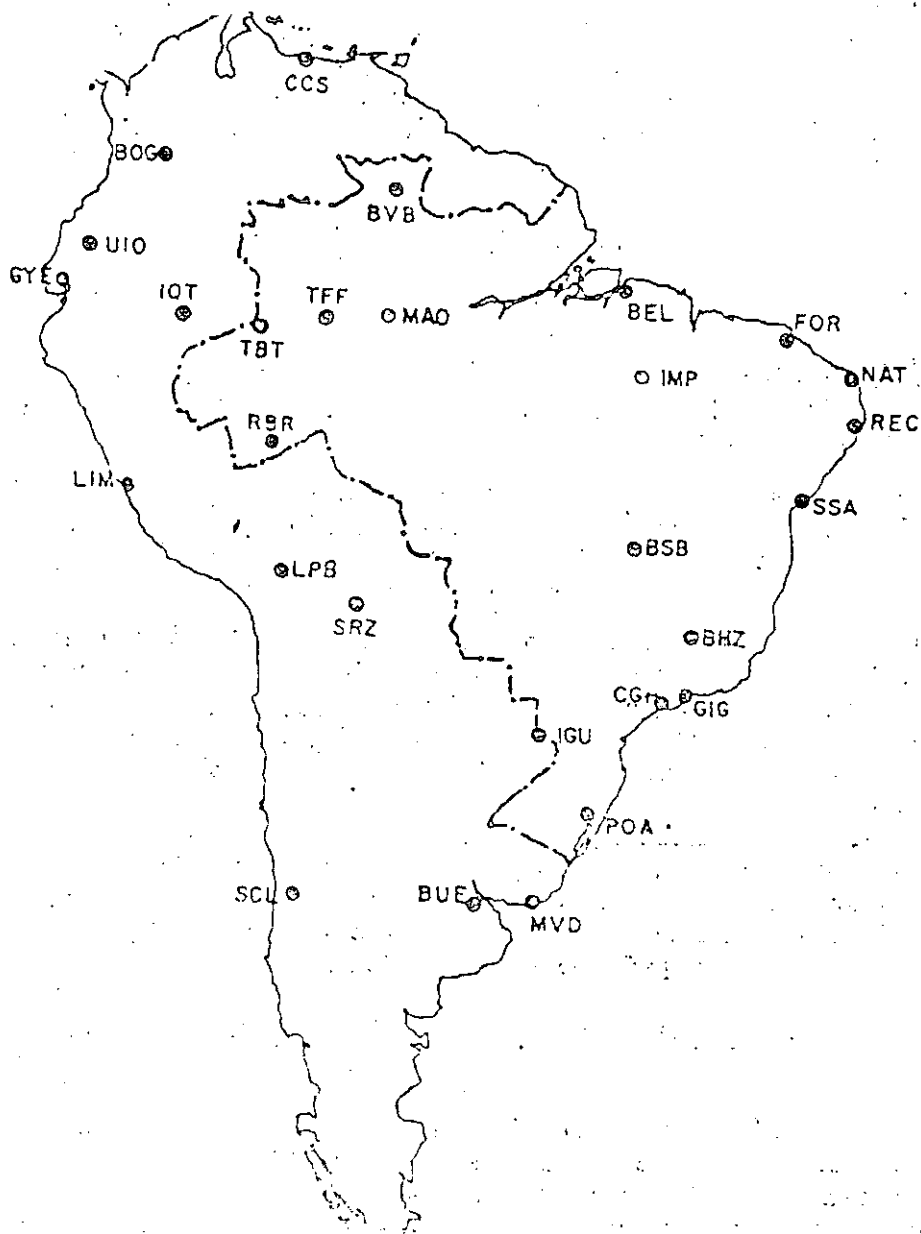 CCS
BOG
BVB
UIO
GYE
IQT
TFF
MAO
BEL
TBT
FOR
IMP
NAT
RBR
REC
LIM
SSA
BSB
LPB
SRZ
BHZ
GIG
IGU
POA
SCL
BUE
MVD